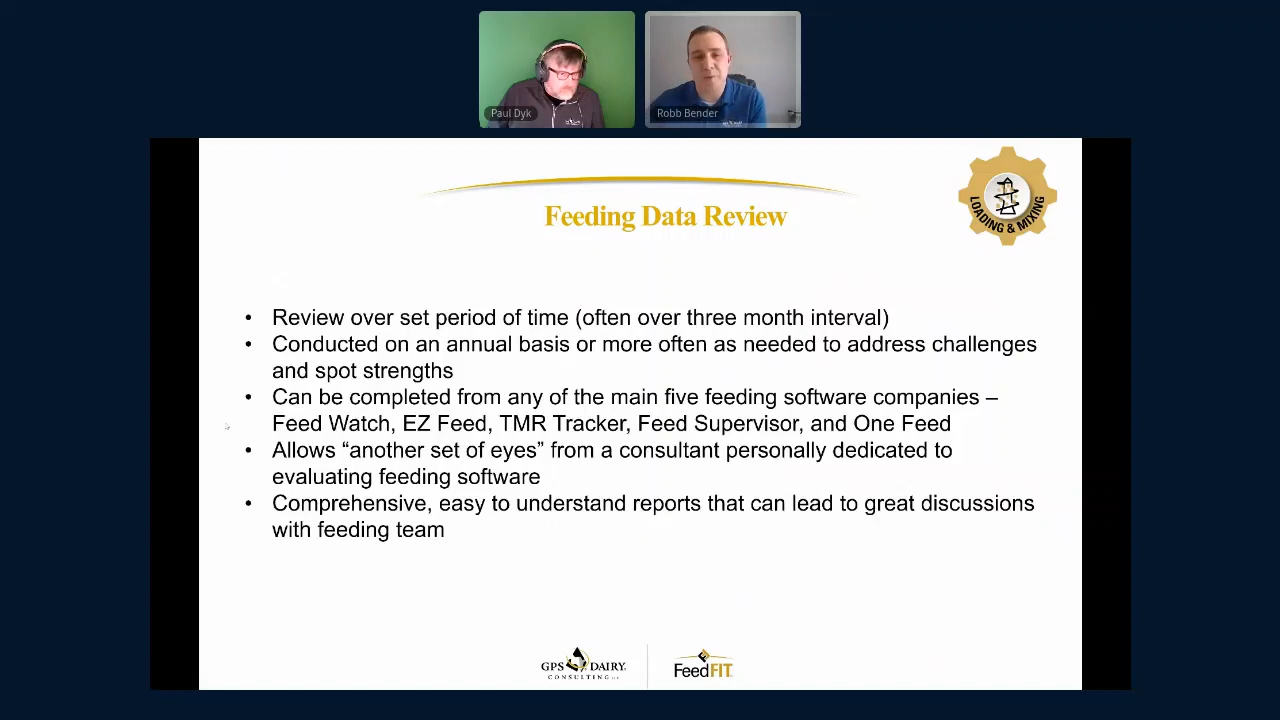 Paul Dyk
Robb Bender
LOADING & MIXING
Feeding Data Review
• Review over set period of time (often over three month interval)
• Conducted on an annual basis or more often as needed to address challenges
and spot strengths
• Can be completed from any of the main five feeding software companies –
Feed Watch, EZ Feed, TMR Tracker, Feed Supervisor, and One Feed
• Allows “another set of eyes” from a consultant personally dedicated to
evaluating feeding software
• Comprehensive, easy to understand reports that can lead to great discussions
with feeding team
GPS DAIRY
CONSULTING LLC
FeedFIT